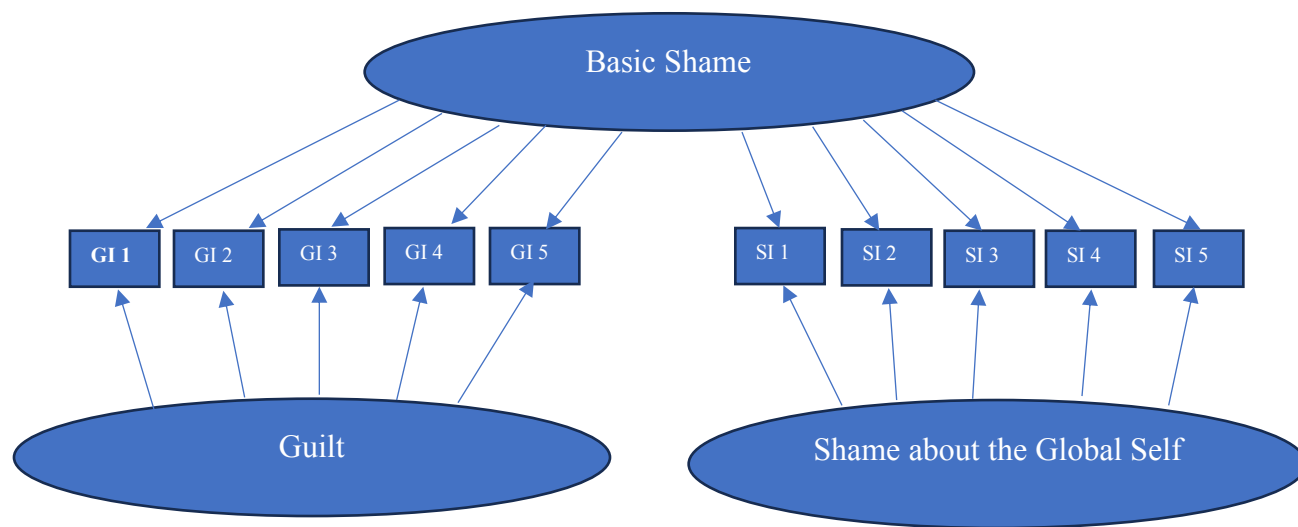 Basic Shame
GI 1
GI 2
GI 3
GI 4
GI 5
SI 1
SI 2
SI 3
SI 4
SI 5
Guilt
Shame about the Global Self